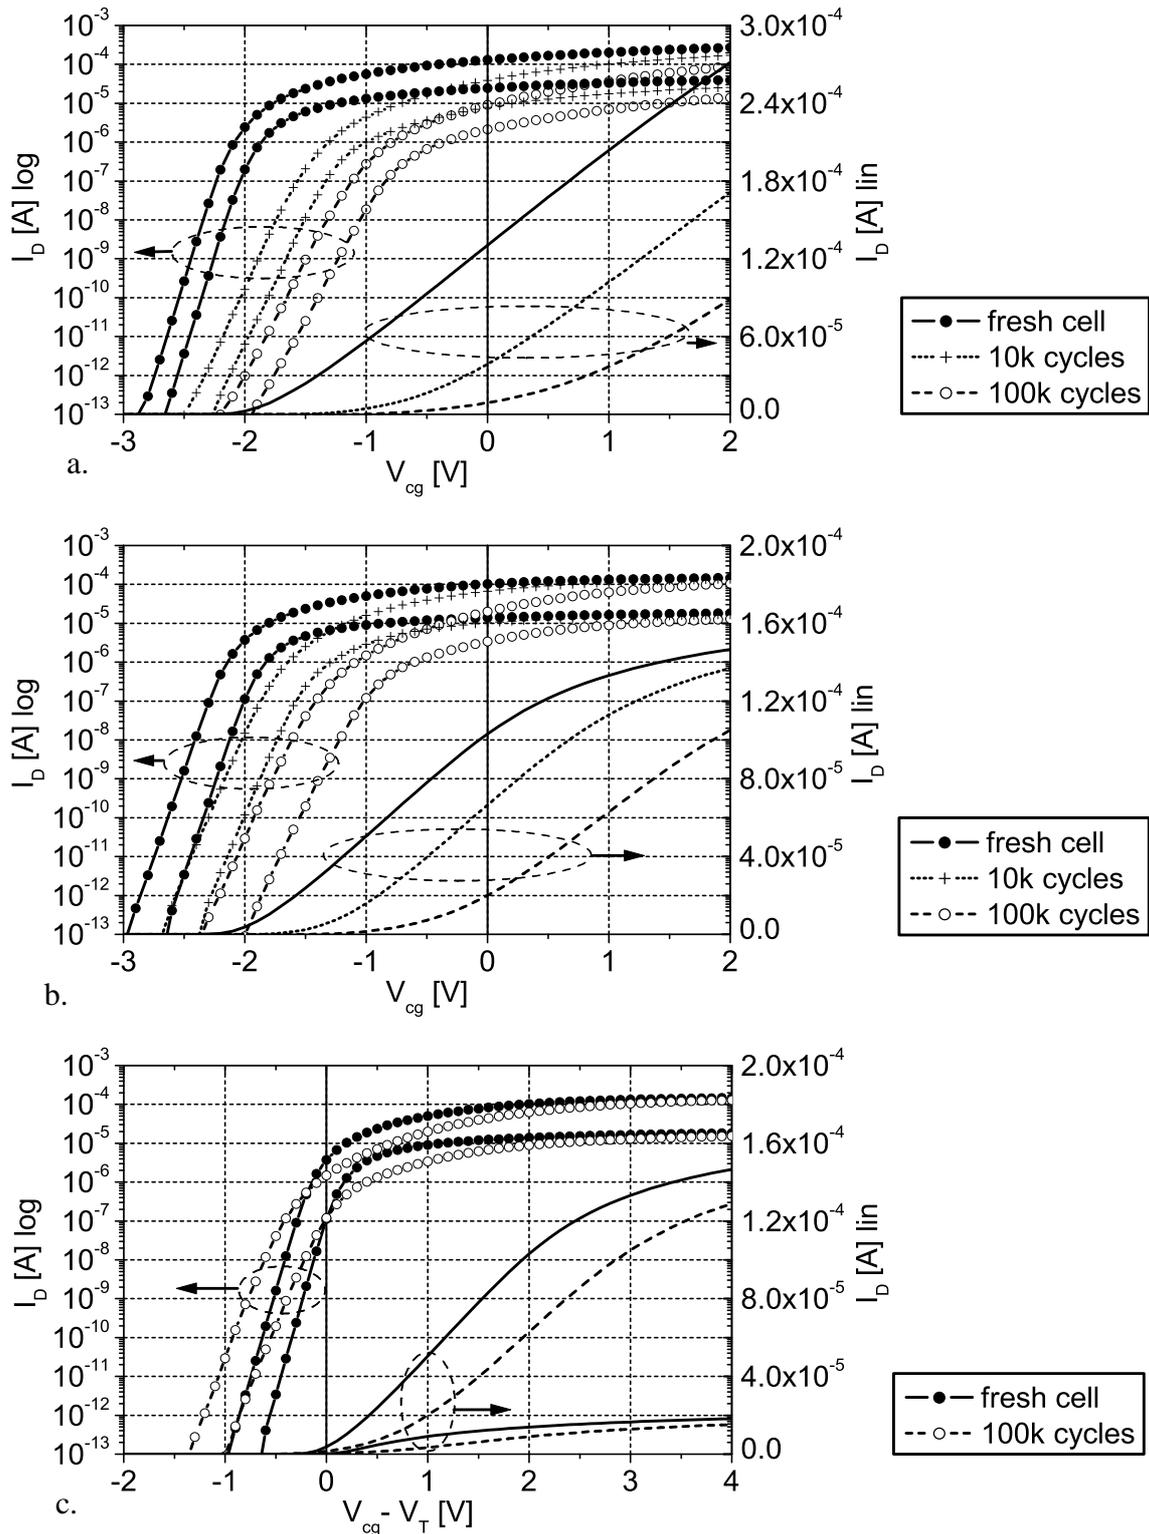 10⁻³
10⁻⁴
10⁻⁵
10⁻⁶
10⁻⁷
10⁻⁸
10⁻⁹
10⁻¹⁰
10⁻¹¹
10⁻¹²
10⁻¹³
I_D [A] log
3.0x10⁻⁴
2.4x10⁻⁴
1.8x10⁻⁴
1.2x10⁻⁴
6.0x10⁻⁵
0.0
I_D [A] lin
-3 -2 -1 0 1 2
V_cg [V]
a.
fresh cell
10k cycles
100k cycles
10⁻³
10⁻⁴
10⁻⁵
10⁻⁶
10⁻⁷
10⁻⁸
10⁻⁹
10⁻¹⁰
10⁻¹¹
10⁻¹²
10⁻¹³
I_D [A] log
2.0x10⁻⁴
1.6x10⁻⁴
1.2x10⁻⁴
8.0x10⁻⁵
4.0x10⁻⁵
0.0
I_D [A] lin
-3 -2 -1 0 1 2
V_cg [V]
b.
fresh cell
10k cycles
100k cycles
10⁻³
10⁻⁴
10⁻⁵
10⁻⁶
10⁻⁷
10⁻⁸
10⁻⁹
10⁻¹⁰
10⁻¹¹
10⁻¹²
10⁻¹³
I_D [A] log
2.0x10⁻⁴
1.6x10⁻⁴
1.2x10⁻⁴
8.0x10⁻⁵
4.0x10⁻⁵
0.0
I_D [A] lin
-2 -1 0 1 2 3 4
V_cg- V_T [V]
c.
fresh cell
100k cycles